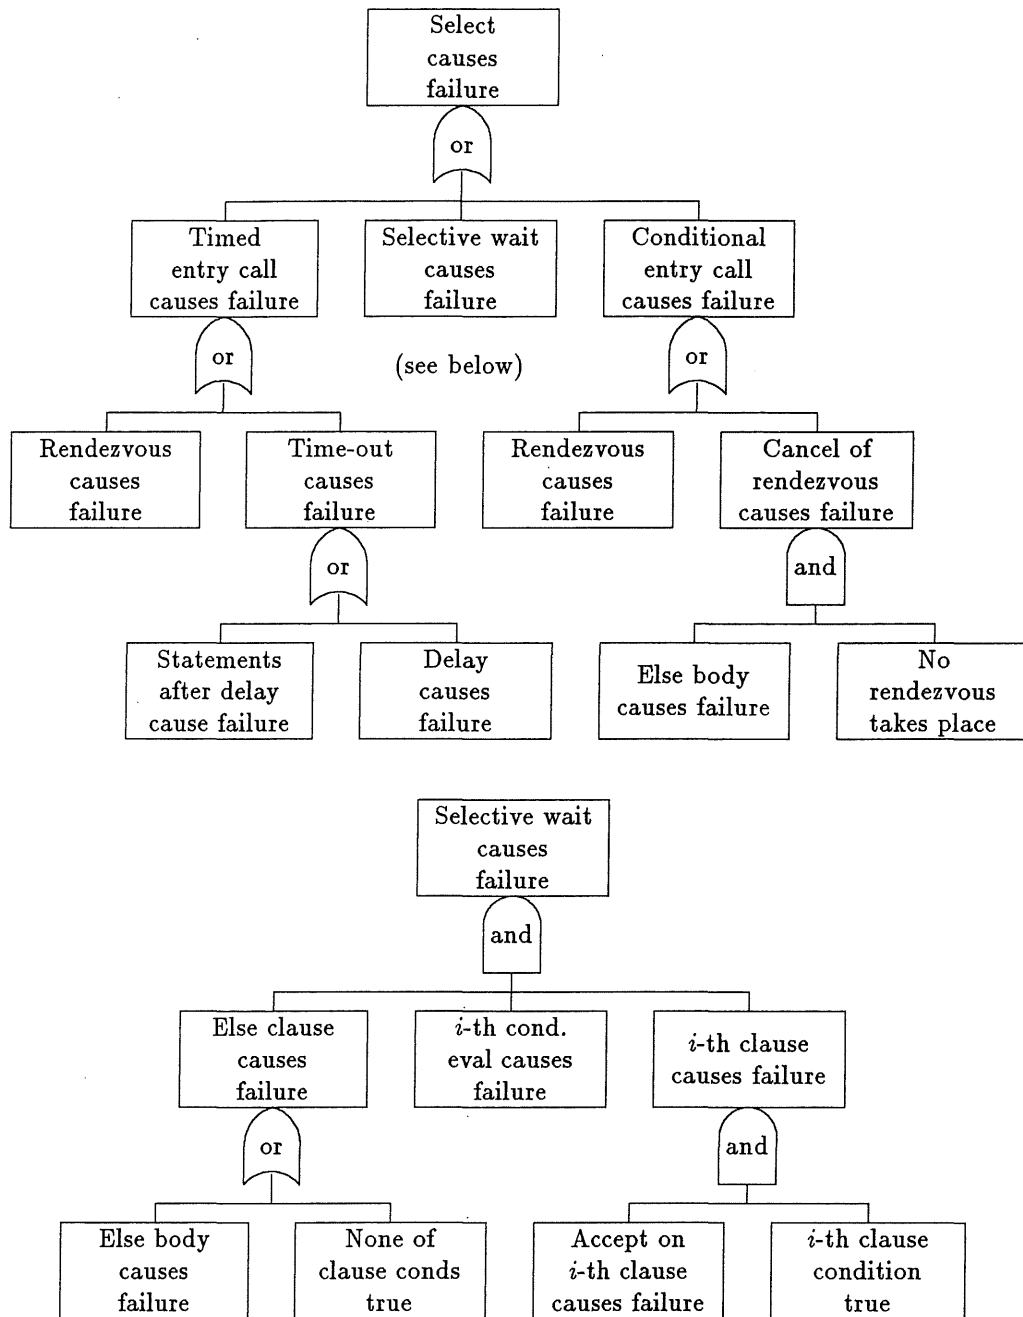 Select
causes
failure
or
Timed
entry call
causes failure
Selective wait
causes
failure
Conditional
entry call
causes failure
or
(see below)
or
Rendezvous
causes
failure
Time-out
causes
failure
Rendezvous
causes
failure
Cancel of
rendezvous
causes failure
or
and
Statements
after delay
cause failure
Delay
causes
failure
Else body
causes failure
No
rendezvous
takes place
Selective wait
causes
failure
and
Else clause
causes
failure
i-th cond.
eval causes
failure
i-th clause
causes failure
or
and
Else body
causes
failure
None of
clause conds
true
Accept on
i-th clause
causes failure
i-th clause
condition
true